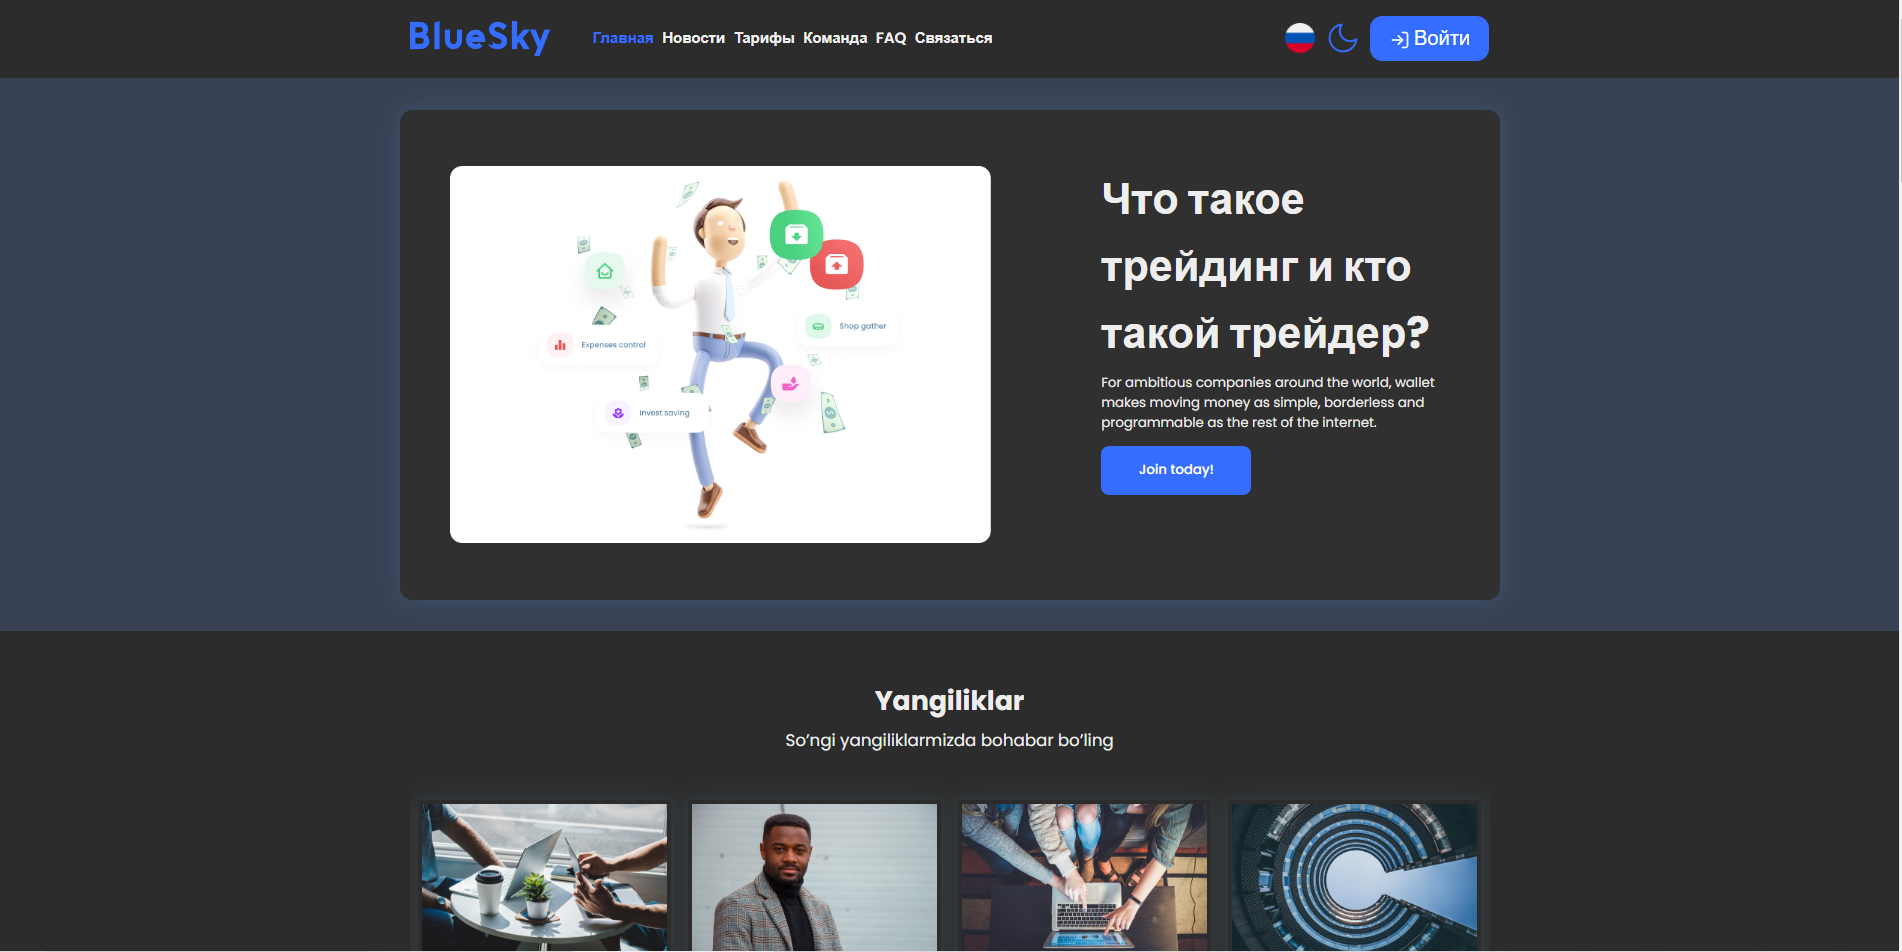 BlueSky
Главная Новости Тарифы Команда FAQ Связаться
Войти
Что такое
трейдинг и кто
такой трейдер?
For ambitious companies around the world, wallet
makes moving money as simple, borderless and
programmable as the rest of the internet.
Join today!
Shop gather
Expenses control
Invest saving
Yangiliklar
So’ngi yangiliklarmizda bohabar bo’ling